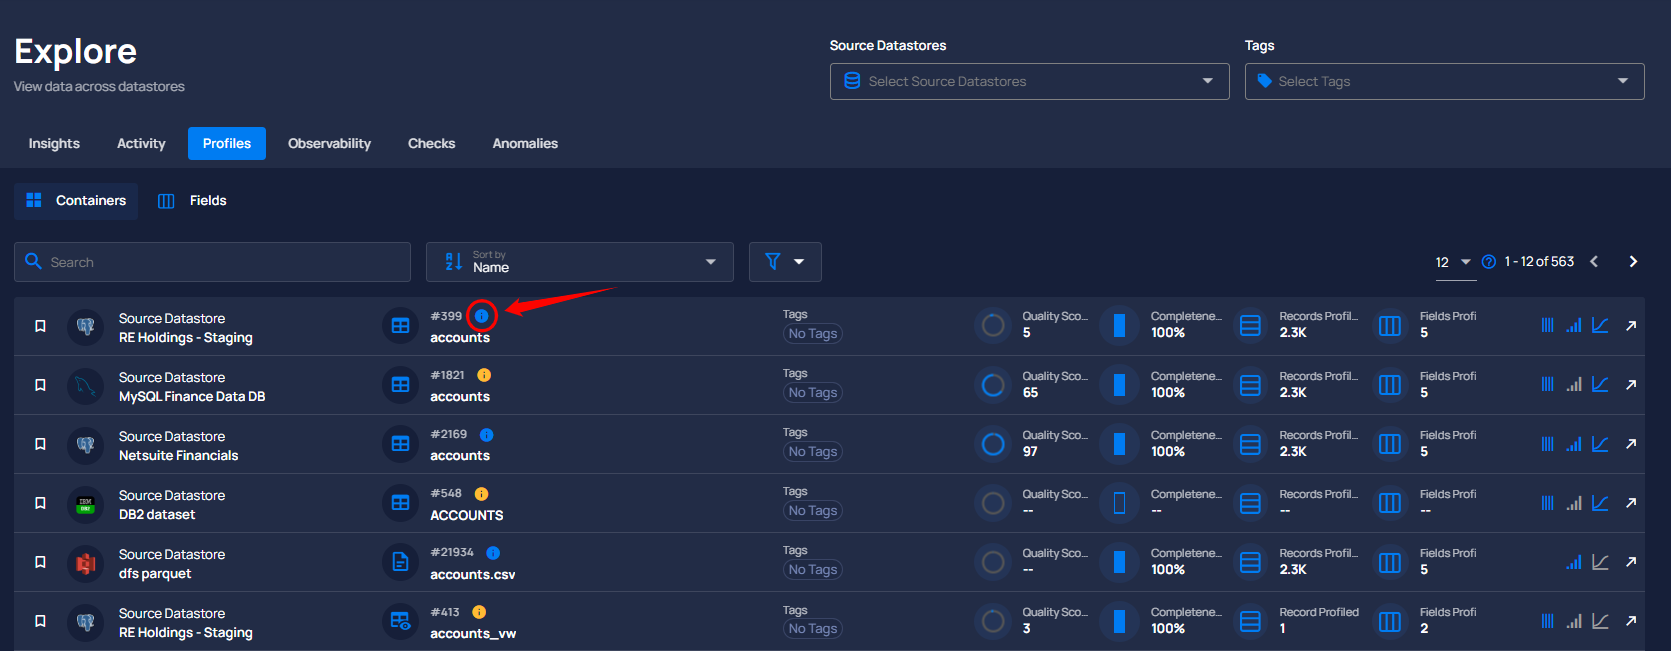 Explore
View data across datastores
Source Datastores
Select Source Datastores
Tags
Select Tags
Insights Activity Profiles Observability Checks Anomalies
Containers Fields
Search
Sort by
Name
12 1 - 12 of 563
Source Datastore #399 Tags Quality Sco... Completene... Records Profil... Fields Profi
RE Holdings - Staging accounts No Tags 5 100% 2.3K 5
Source Datastore #1821 Tags Quality Sco... Completene... Records Profil... Fields Profi
MySQL Finance Data DB accounts No Tags 65 100% 2.3K 5
Source Datastore #2169 Tags Quality Sco... Completene... Records Profil... Fields Profi
Netsuite Financials accounts No Tags 97 100% 2.3K 5
Source Datastore #548 Tags Quality Sco... Completene... Records Profil... Fields Profi
DB2 dataset ACCOUNTS No Tags -- -- -- --
Source Datastore #21934 Tags Quality Sco... Completene... Records Profil... Fields Profi
dfs parquet accounts.csv No Tags -- 100% 2.3K 5
Source Datastore #413 Tags Quality Sco... Completene... Record Profiled Fields Profi
RE Holdings - Staging accounts_vw No Tags 3 100% 1 2